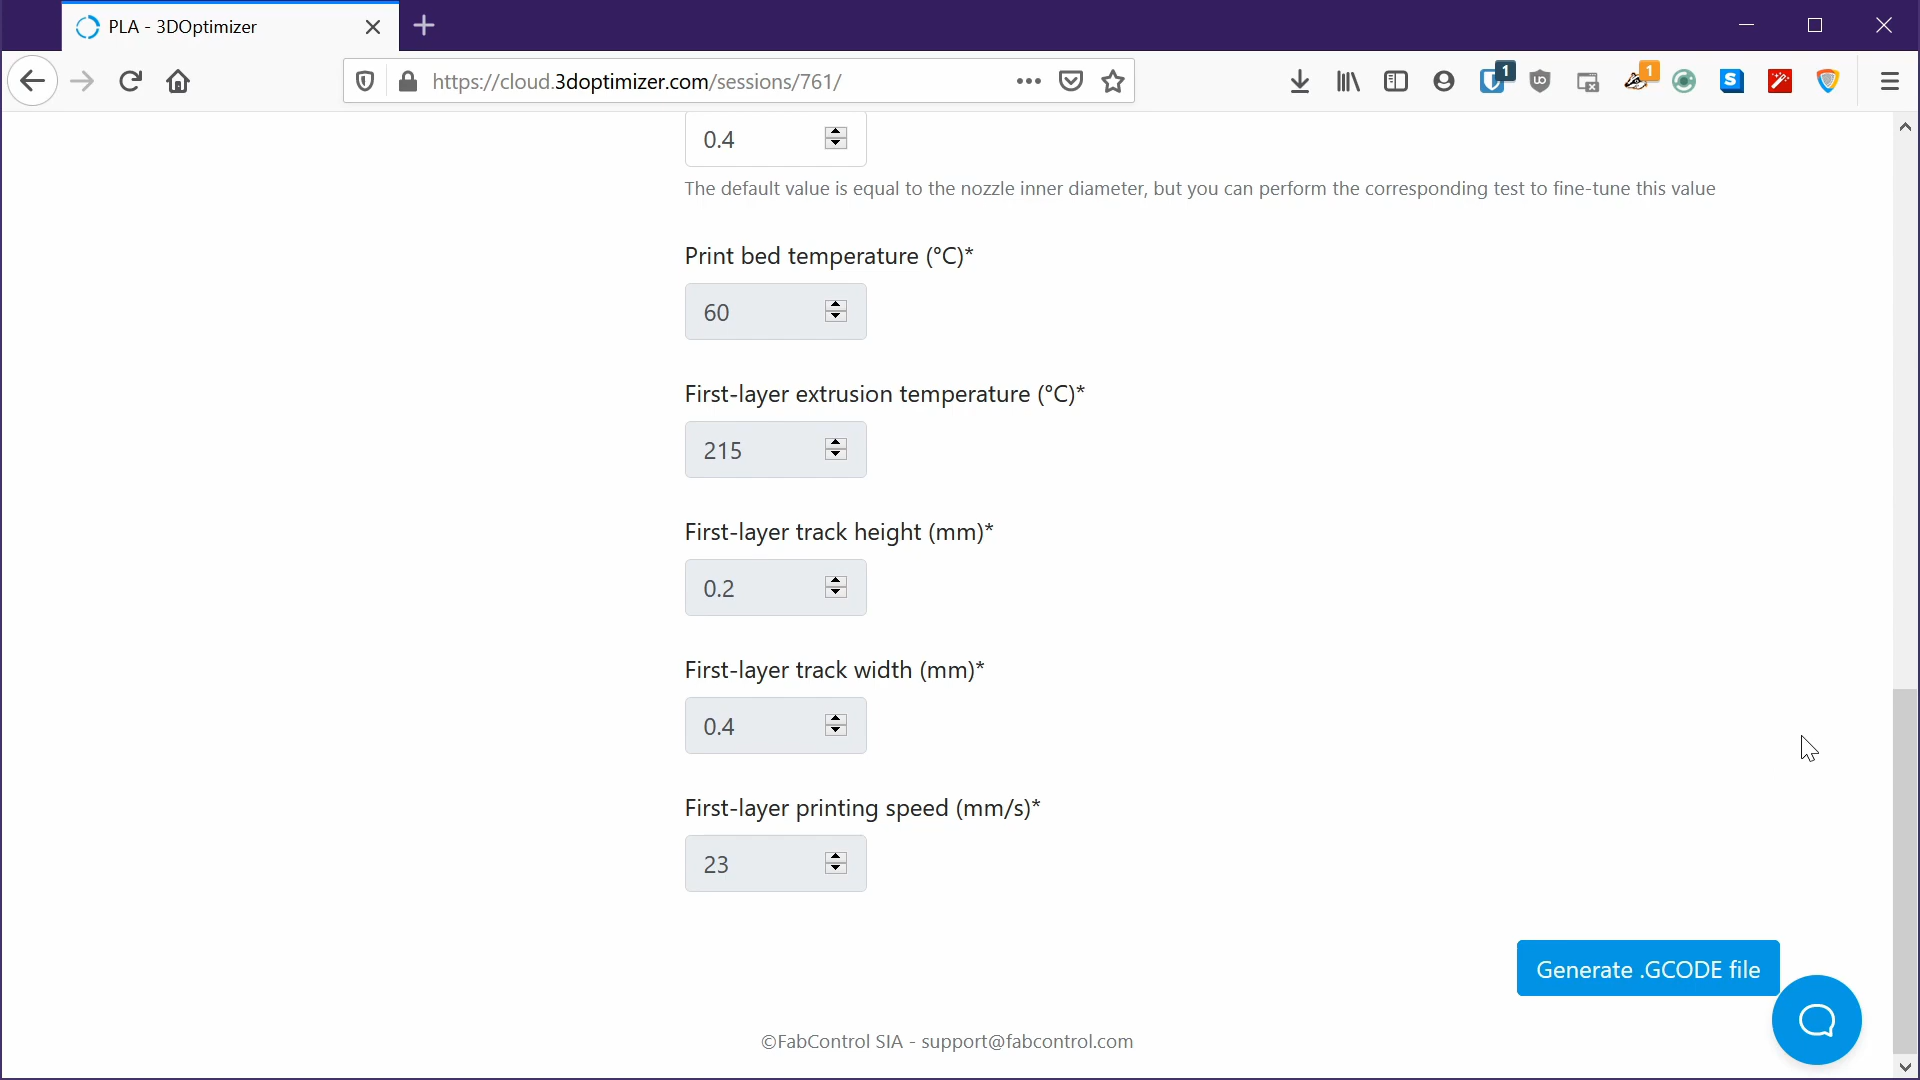 PLA - 3DOptimizer
https://cloud.3doptimizer.com/sessions/761/
1
1
S
0.4
The default value is equal to the nozzle inner diameter, but you can perform the corresponding test to fine-tune this value
Print bed temperature (°C)*
60
First-layer extrusion temperature (°C)*
215
First-layer track height (mm)*
0.2
First-layer track width (mm)*
0.4
First-layer printing speed (mm/s)*
23
Generate .GCODE file
©FabControl SIA - support@fabcontrol.com